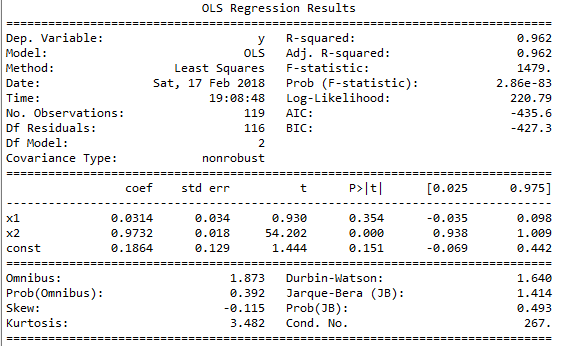 OLS Regression Results
==============================================================================
Dep. Variable:                      y   R-squared:                       0.962
Model:                            OLS   Adj. R-squared:                  0.962
Method:                 Least Squares   F-statistic:                     1479.
Date:                Sat, 17 Feb 2018   Prob (F-statistic):           2.86e-83
Time:                        19:08:48   Log-Likelihood:                 220.79
No. Observations:                 119   AIC:                            -435.6
Df Residuals:                     116   BIC:                            -427.3
Df Model:                           2
Covariance Type:            nonrobust
==============================================================================
                 coef    std err          t      P>|t|      [0.025      0.975]
------------------------------------------------------------------------------
x1             0.0314      0.034      0.930      0.354      -0.035       0.098
x2             0.9732      0.018     54.202      0.000       0.938       1.009
const          0.1864      0.129      1.444      0.151      -0.069       0.442
==============================================================================
Omnibus:                        1.873   Durbin-Watson:                   1.640
Prob(Omnibus):                  0.392   Jarque-Bera (JB):                1.414
Skew:                          -0.115   Prob(JB):                        0.493
Kurtosis:                       3.482   Cond. No.                         267.
==============================================================================